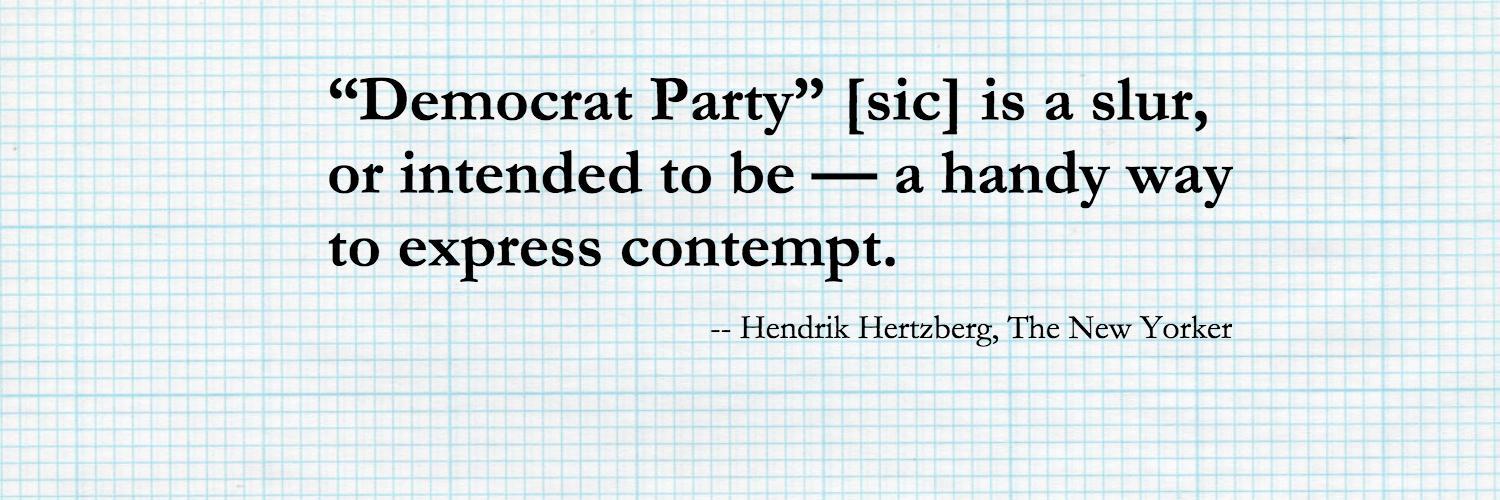 “Democrat Party” [sic] is a slur,
or intended to be — a handy way
to express contempt.
-- Hendrik Hertzberg, The New Yorker